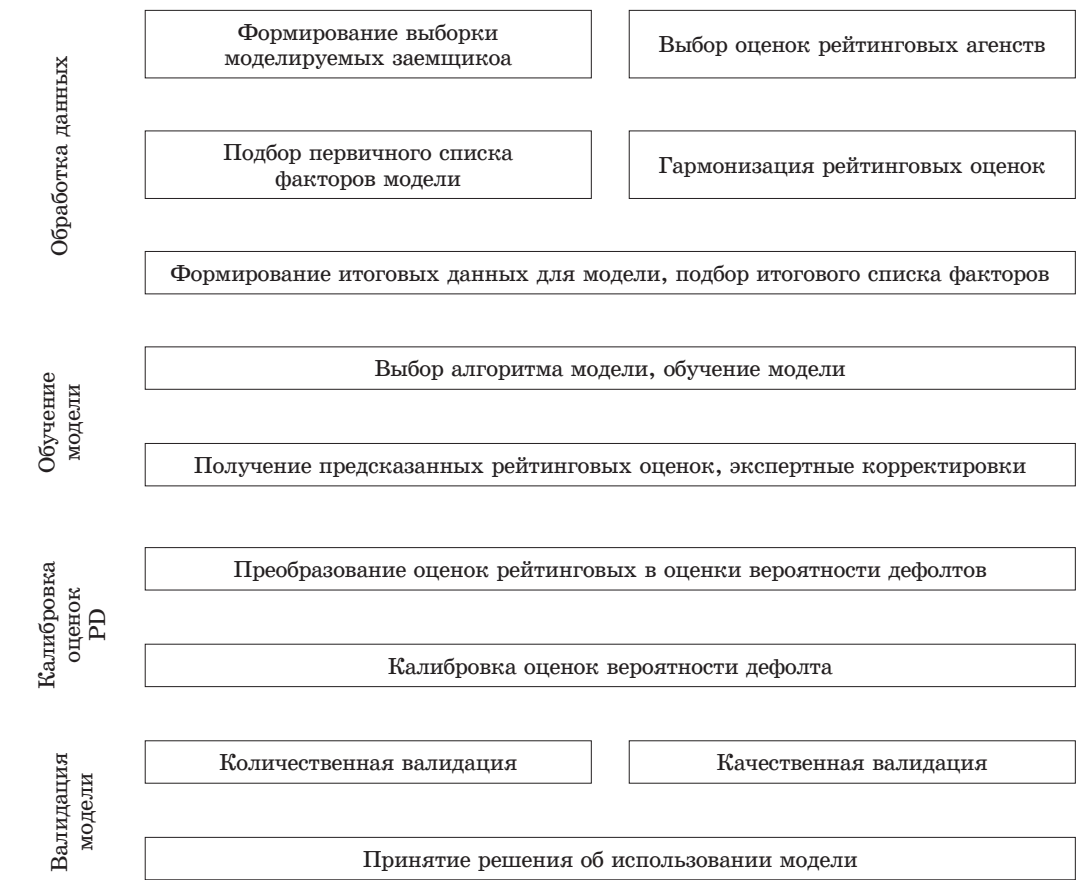 Обработка данных
Формирование выборки
моделируемых заемщикоа
Выбор оценок рейтинговых агенств
Подбор первичного списка
факторов модели
Гармонизация рейтинговых оценок
Формирование итоговых данных для модели, подбор итогового списка факторов
Обучение
модели
Выбор алгоритма модели, обучение модели
Получение предсказанных рейтинговых оценок, экспертные корректировки
Калибровка
оценок
PD
Преобразование оценок рейтинговых в оценки вероятности дефолтов
Калибровка оценок вероятности дефолта
Валидация
модели
Количественная валидация
Качественная валидация
Принятие решения об использовании модели